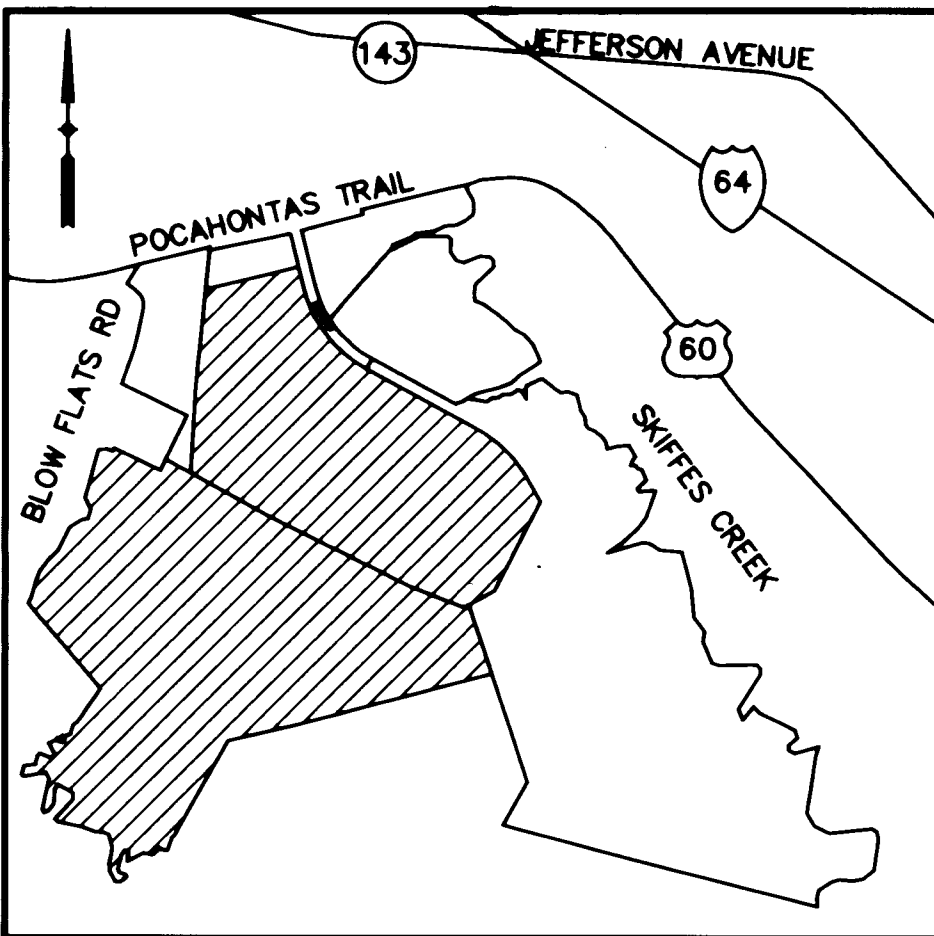 143
JEFFERSON AVENUE
64
POCAHONTAS TRAIL
BLOW FLATS RD
60
SKIFFES CREEK